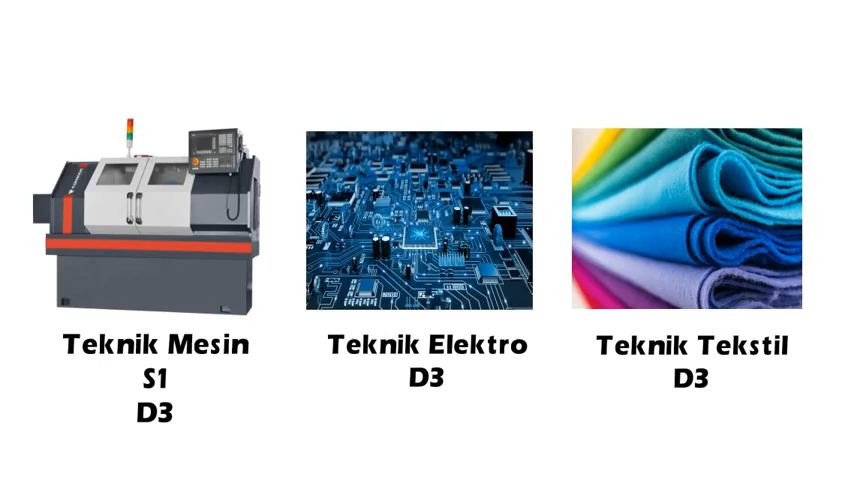 Teknik Mesin
S1
D3
Teknik Elektro
D3
Teknik Tekstil
D3